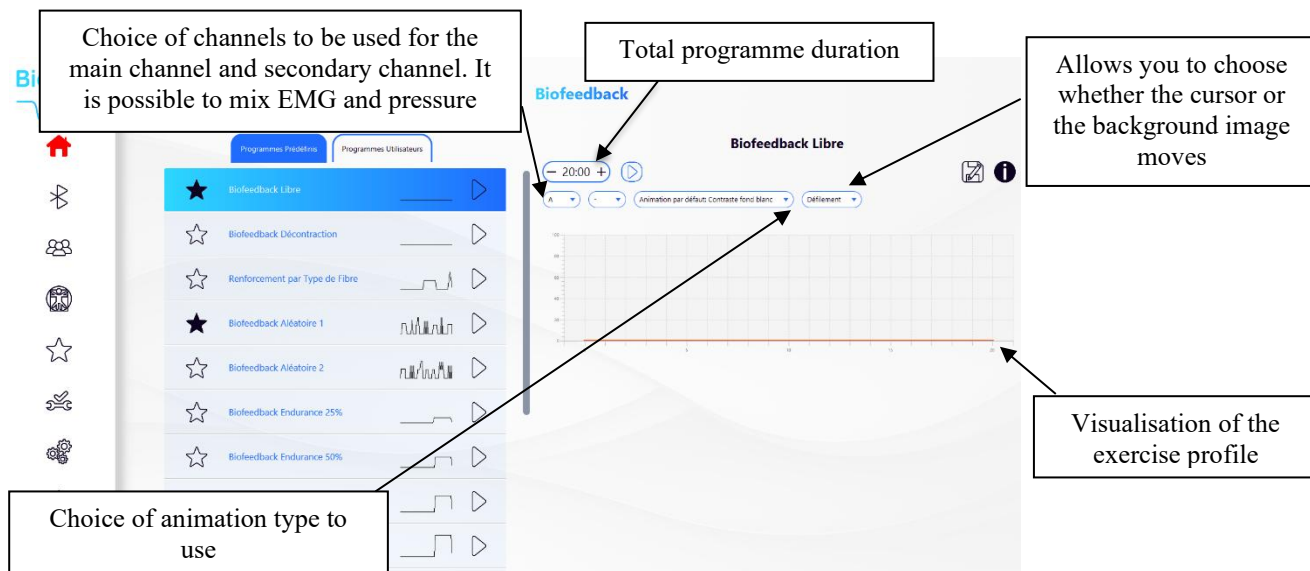 Choice of channels to be used for the
main channel and secondary channel. It
is possible to mix EMG and pressure
Total programme duration
Allows you to choose
whether the cursor or
the background image
moves
Bi
Biofeedback
Biofeedback Libre
Programmes Prédéfinis
Programmes Utilisateurs
− 20:00 +
A
-
Animation par défaut: Contraste fond blanc
Défilement
Biofeedback Libre
Biofeedback Décontraction
Renforcement par Type de Fibre
Biofeedback Aléatoire 1
Biofeedback Aléatoire 2
Biofeedback Endurance 25%
Biofeedback Endurance 50%
100
80
60
40
20
0
5
10
15
20
Visualisation of the
exercise profile
Choice of animation type to
use